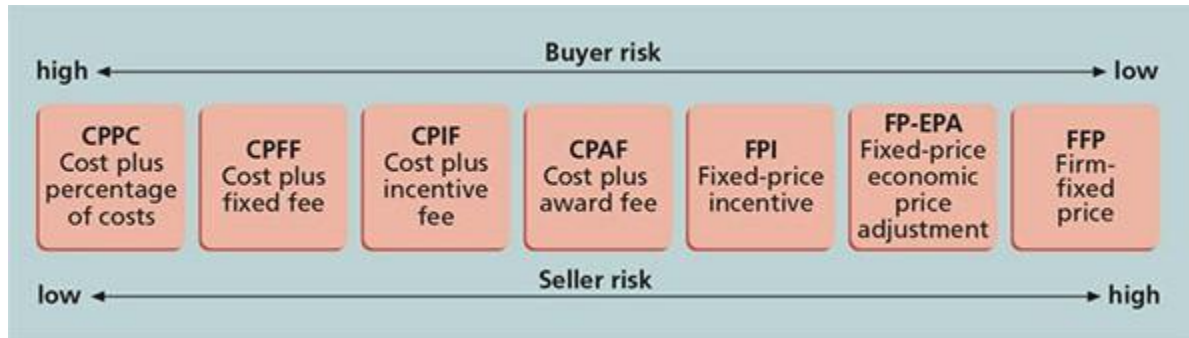 Buyer risk
high
low
CPPC
Cost plus
percentage
of costs
CPFF
Cost plus
fixed fee
CPIF
Cost plus
incentive
fee
CPAF
Cost plus
award fee
FPI
Fixed-price
incentive
FP-EPA
Fixed-price
economic
price
adjustment
FFP
Firm-
fixed
price
Seller risk
low
high